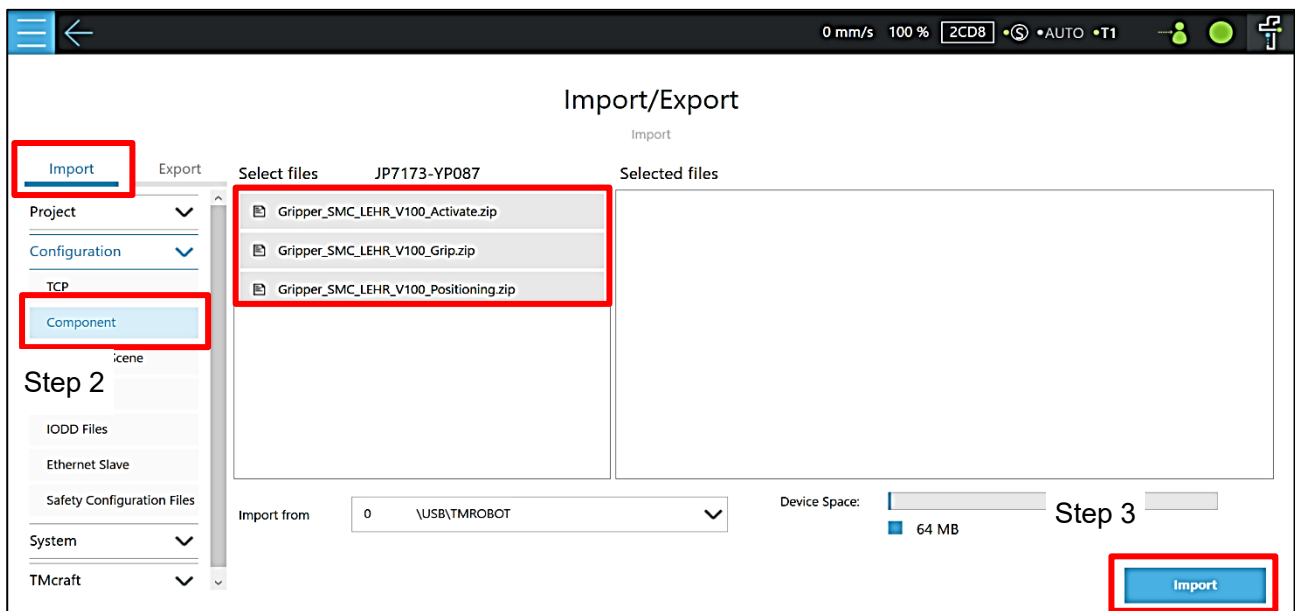 0 mm/s 100 % 2CD8 •Ⓢ •AUTO •T1
Import/Export
Import
Import Export
Select files JP7173-YP087 Selected files
Project
Gripper_SMC_LEHR_V100_Activate.zip
Configuration
Gripper_SMC_LEHR_V100_Grip.zip
TCP
Gripper_SMC_LEHR_V100_Positioning.zip
Component
Scene
Step 2
IODD Files
Ethernet Slave
Safety Configuration Files
Import from 0 \USB\TMROBOT
Device Space:
Step 3
64 MB
System
TMcraft
Import